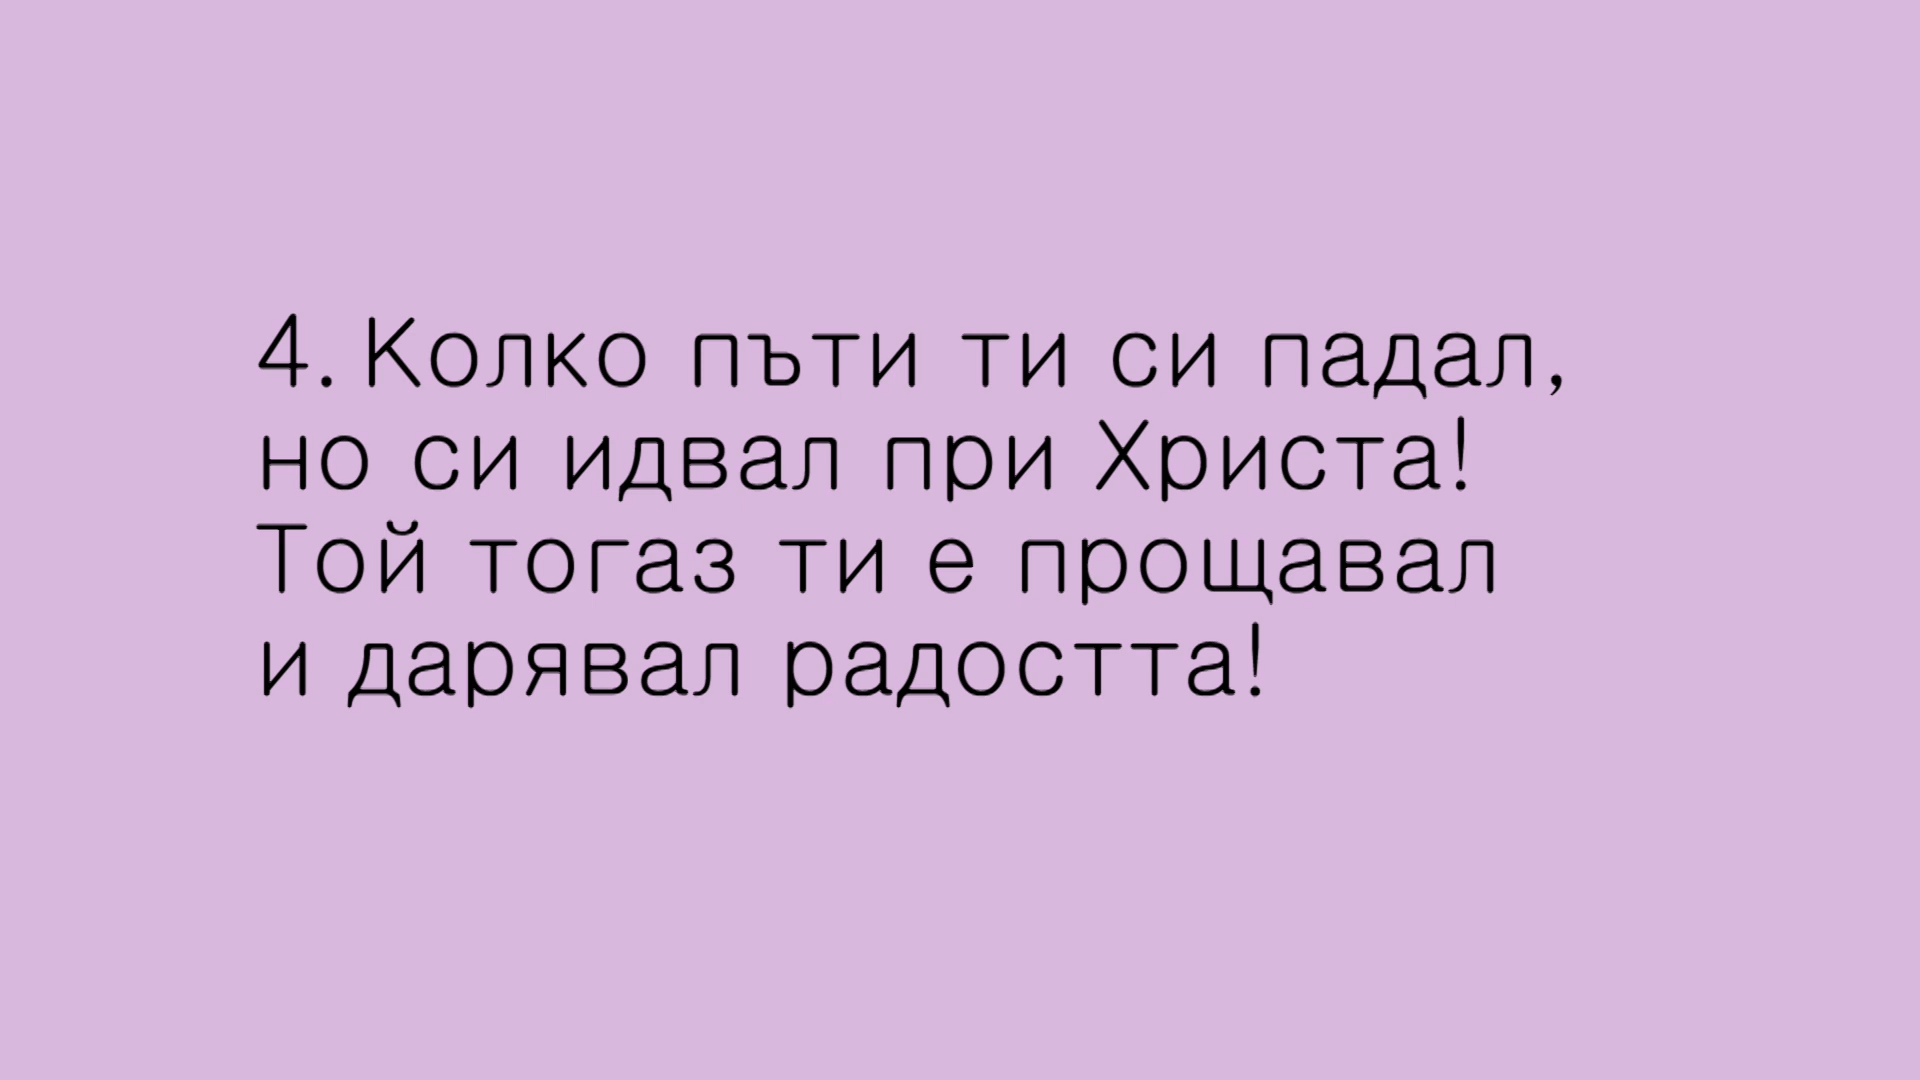 4. Колко пъти ти си падал,
но си идвал при Христа!
Той тогаз ти е прощавал
и дарявал радостта!